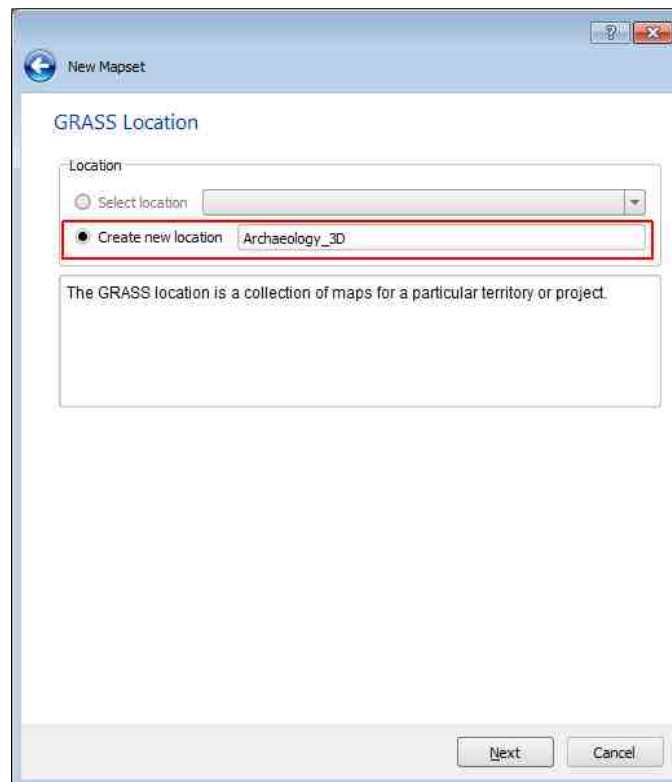 New Mapset
GRASS Location
Location
Select location
Create new location Archaeology_3D
The GRASS location is a collection of maps for a particular territory or project.
Next Cancel